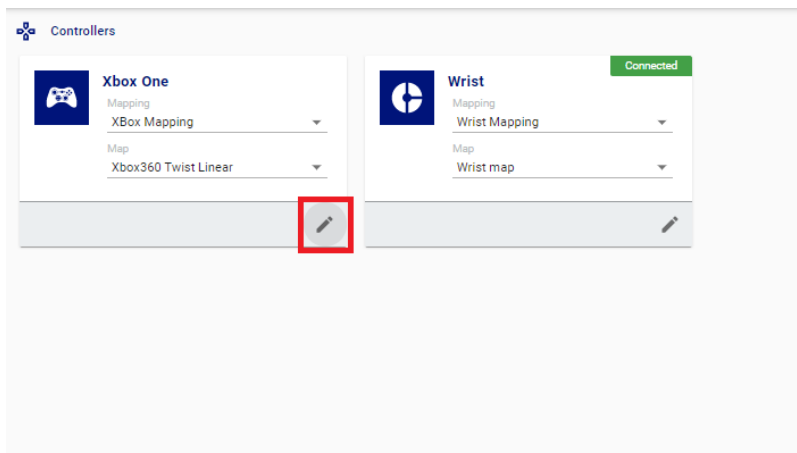 Controllers
Xbox One
Mapping
XBox Mapping
Map
Xbox360 Twist Linear
Connected
Wrist
Mapping
Wrist Mapping
Map
Wrist map